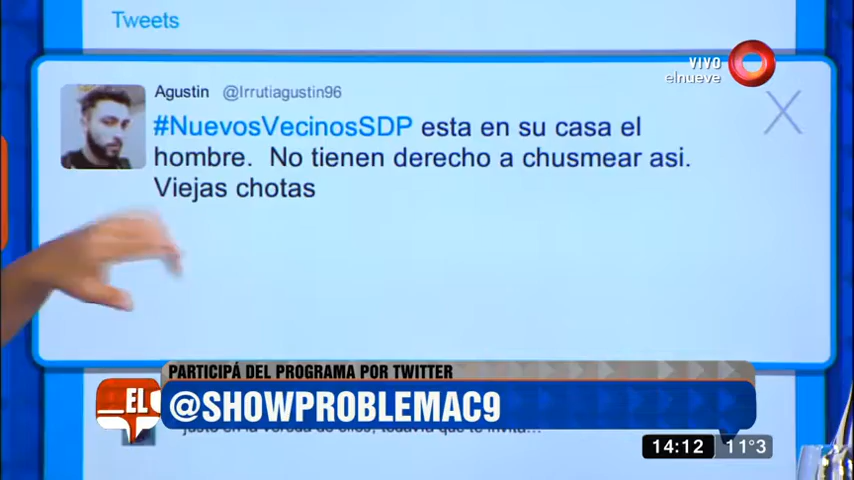 Tweets
VIVO
elnueve
Agustin @Irrutiagustin96
#NuevosVecinosSDP esta en su casa el
hombre. No tienen derecho a chusmear asi.
Viejas chotas
PARTICIPÁ DEL PROGRAMA POR TWITTER
EL
@SHOWPROBLEMAC9
14:12 11°3